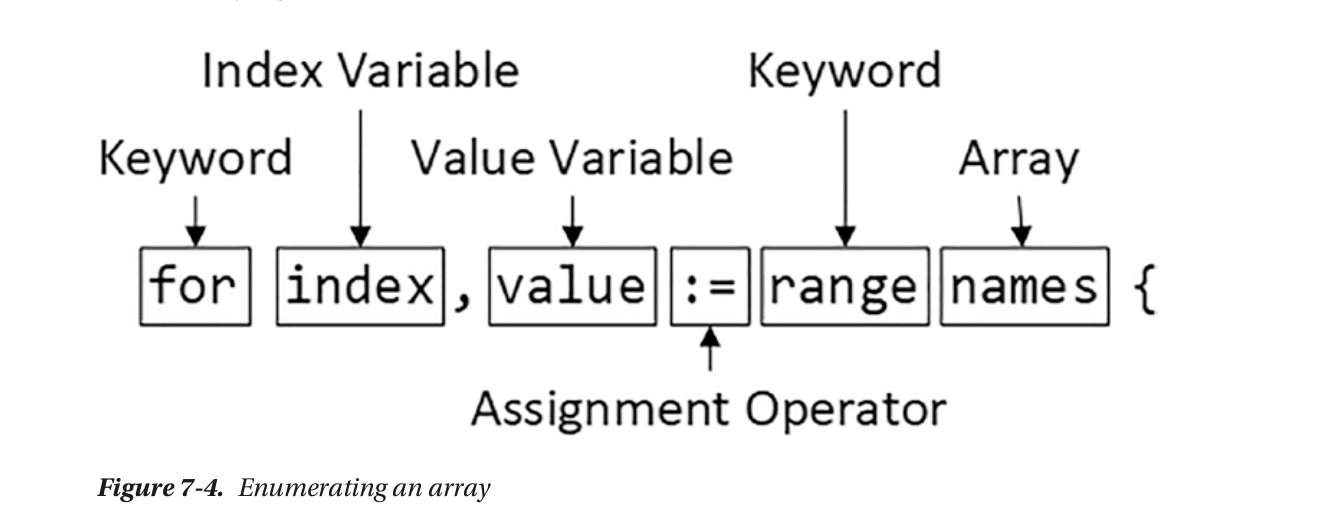 Index Variable Keyword
Keyword Value Variable Array
for index , value := range names {
Assignment Operator
Figure 7-4. Enumerating an array